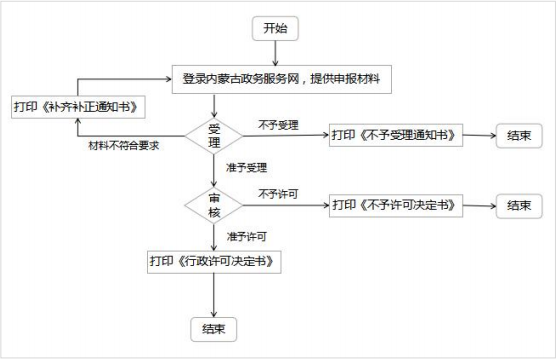 开始
登录内蒙古政务服务网，提供申报材料
打印《补齐补正通知书》
受理
不予受理
打印《不予受理通知书》
结束
材料不符合要求
准予受理
审核
不予许可
打印《不予许可决定书》
结束
准予许可
打印《行政许可决定书》
结束